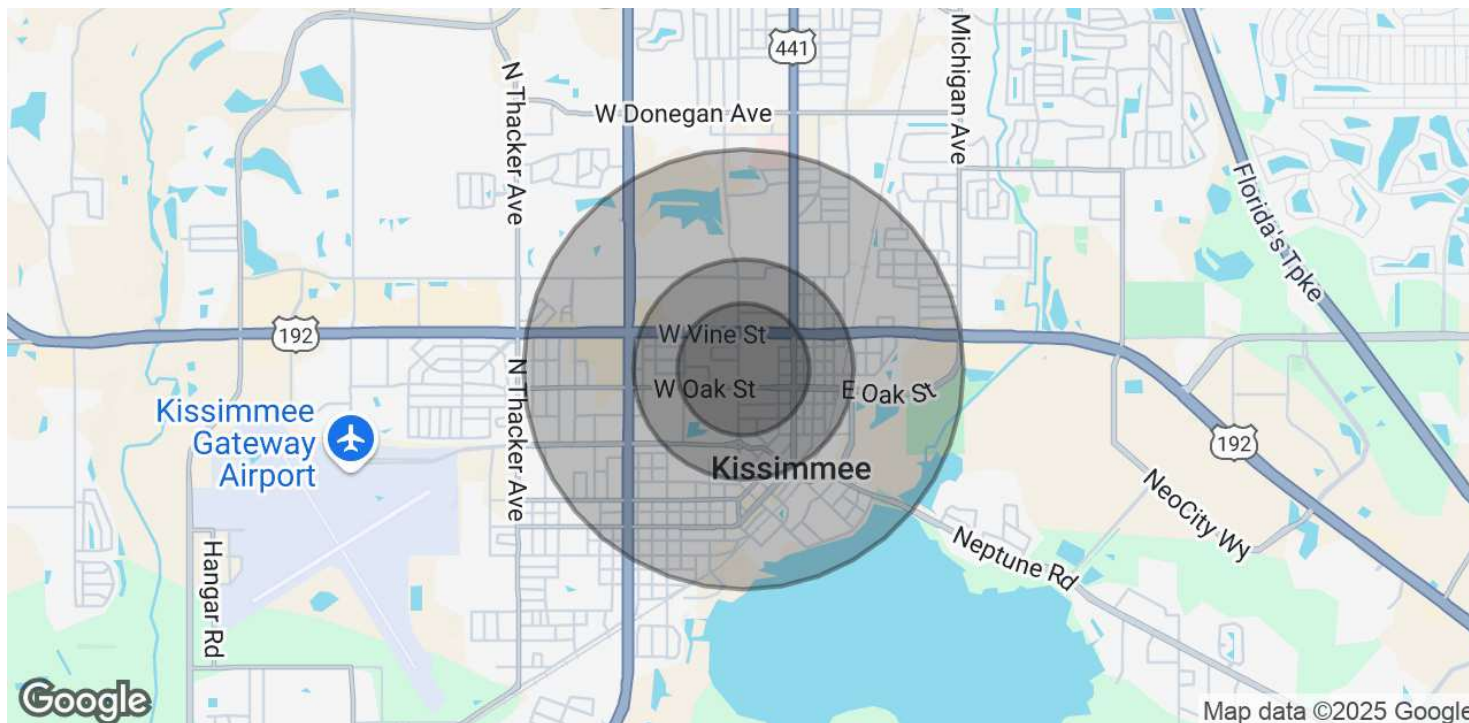 441
Michigan Ave
N Thacker Ave
W Donegan Ave
Florida's Tpke
192
W Vine St
W Oak St
E Oak St
N Thacker Ave
Kissimmee
Gateway
Airport
Kissimmee
192
NeoCity Wy
Neptune Rd
Hangar Rd
Google
Map data ©2025 Google